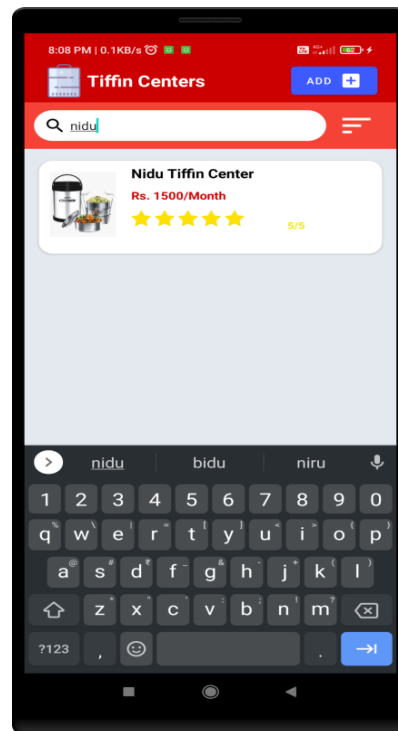 8:08 PM | 0.1KB/s
Tiffin Centers
ADD
nidu
Nidu Tiffin Center
Rs. 1500/Month
5/5
nidu bidu niru
1 2 3 4 5 6 7 8 9 0
q w e r t y u i o p
a s d f g h j k l
z x c v b n m
?123 , .